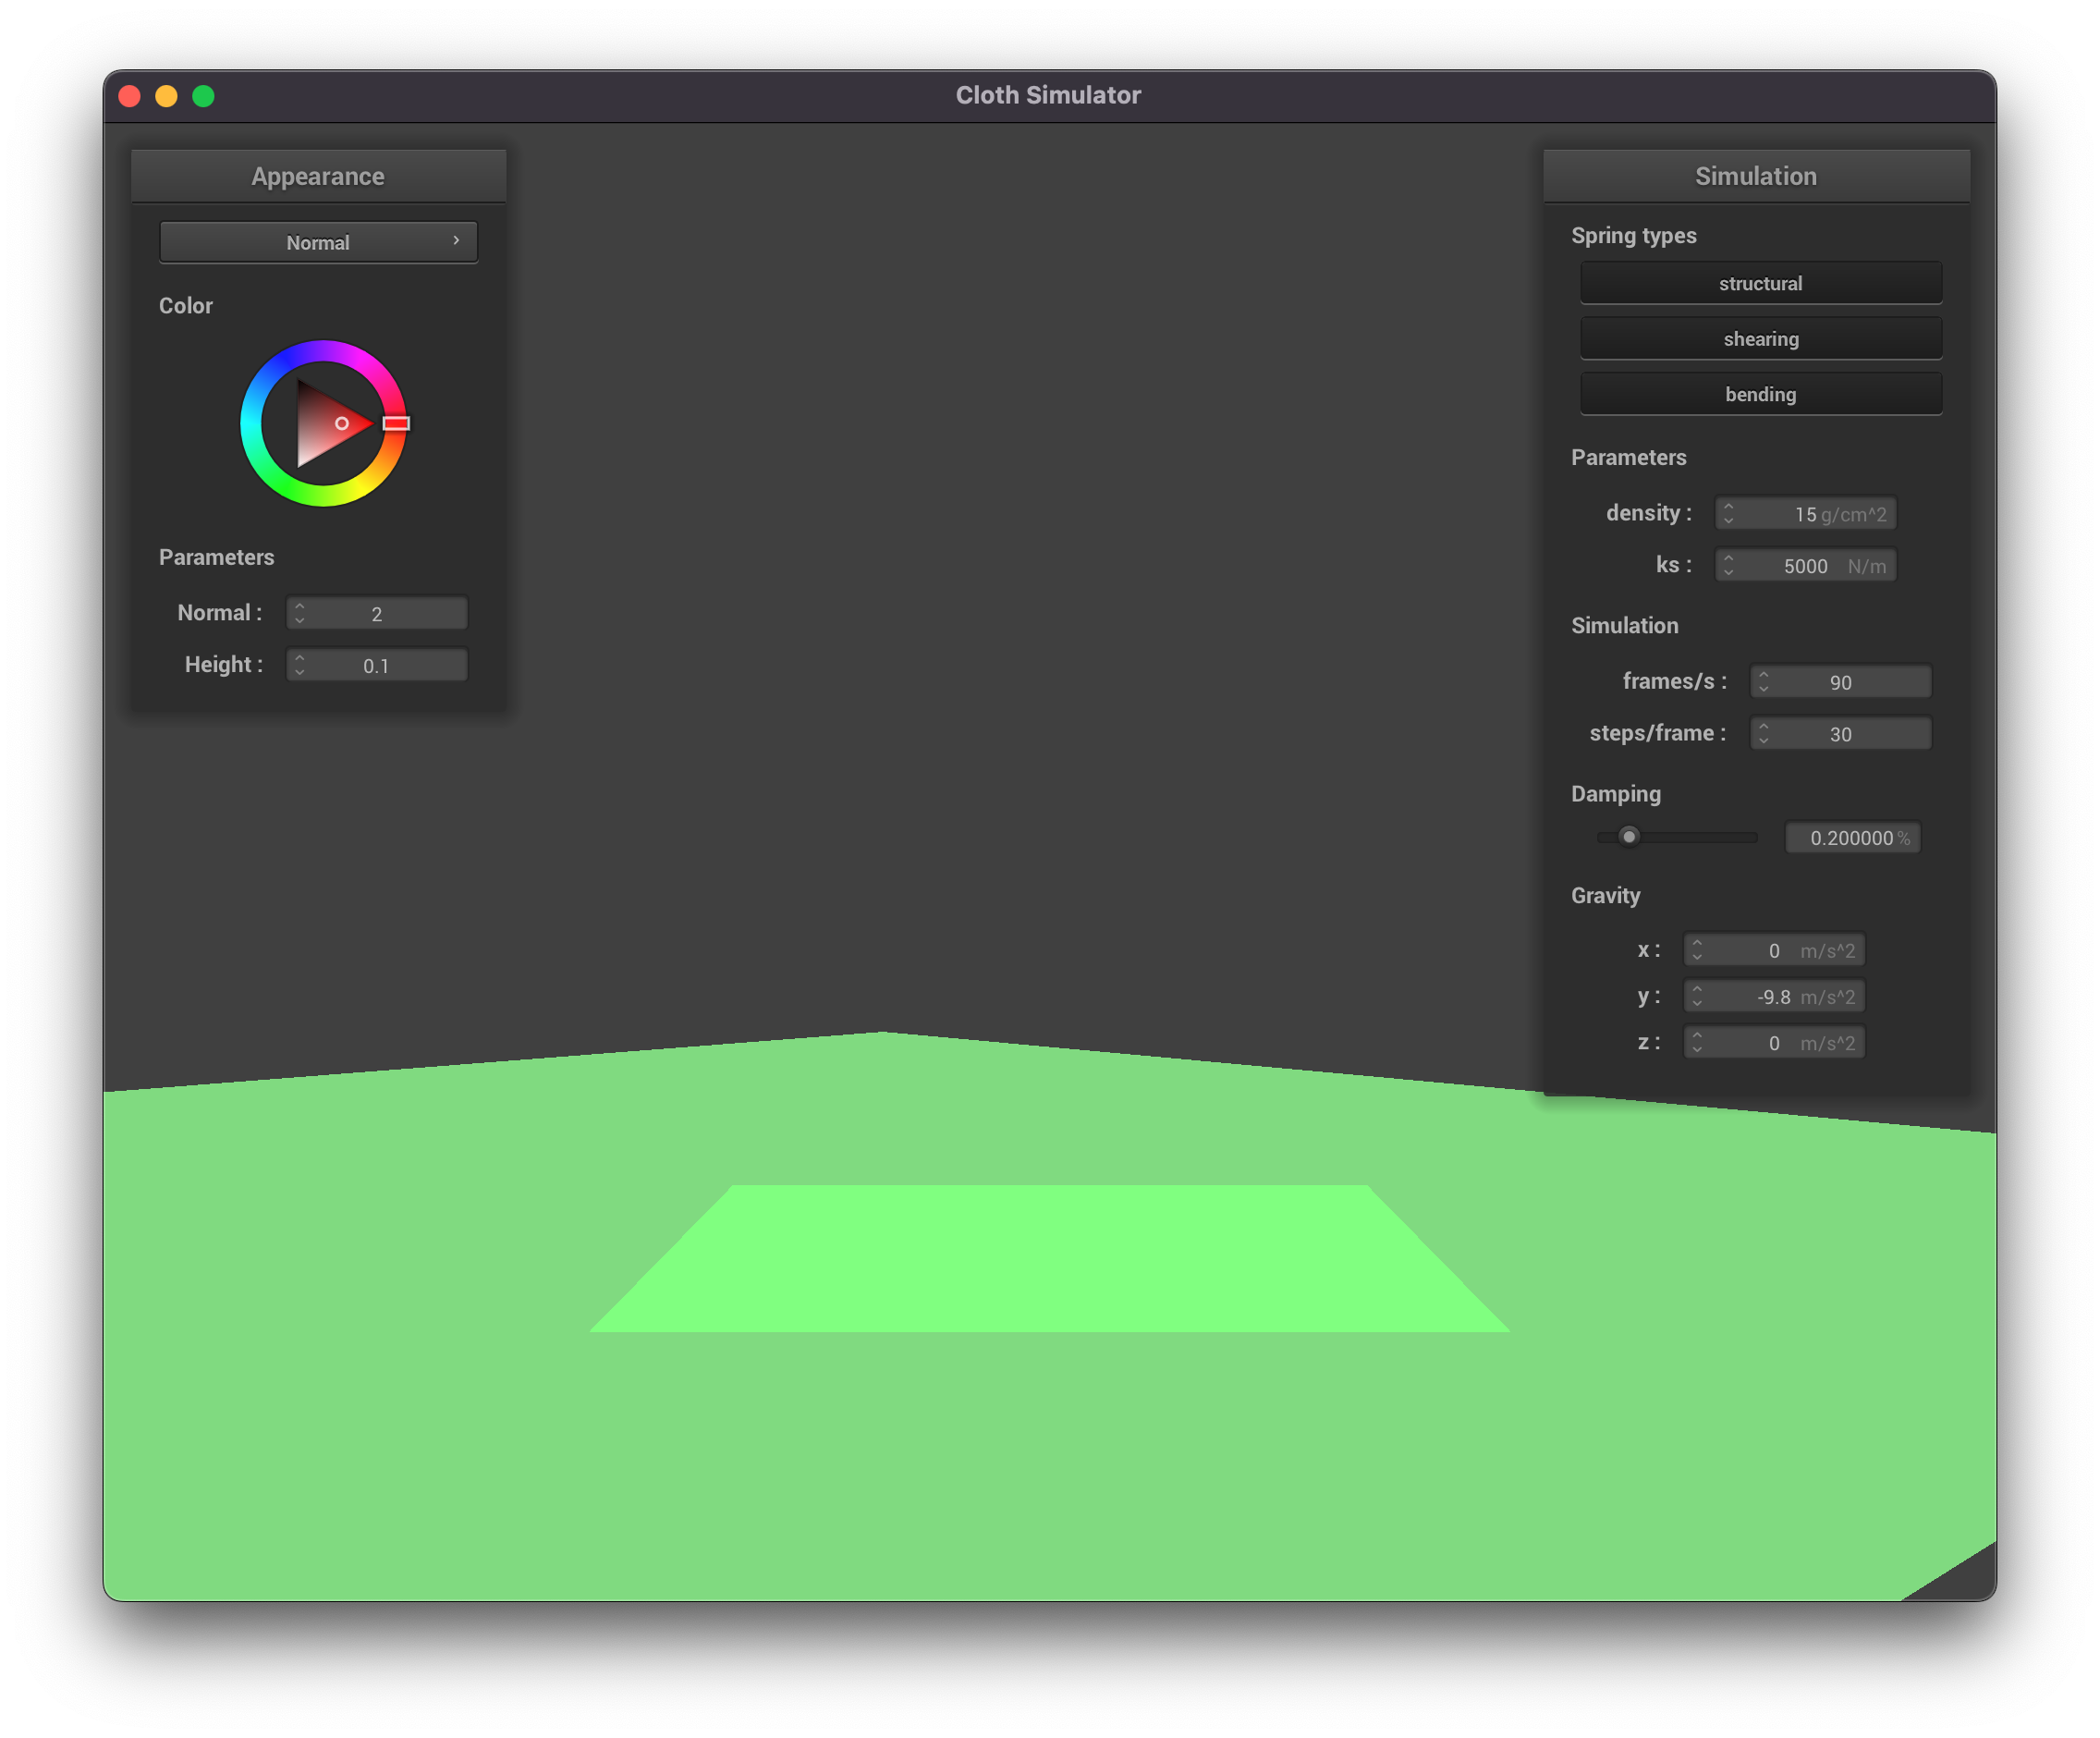 Cloth Simulator
Appearance
Normal
Color
Parameters
Normal : 2
Height : 0.1
Simulation
Spring types
structural
shearing
bending
Parameters
density : 15 g/cm^2
ks : 5000 N/m
Simulation
frames/s : 90
steps/frame : 30
Damping
0.200000 %
Gravity
x : 0 m/s^2
y : -9.8 m/s^2
z : 0 m/s^2